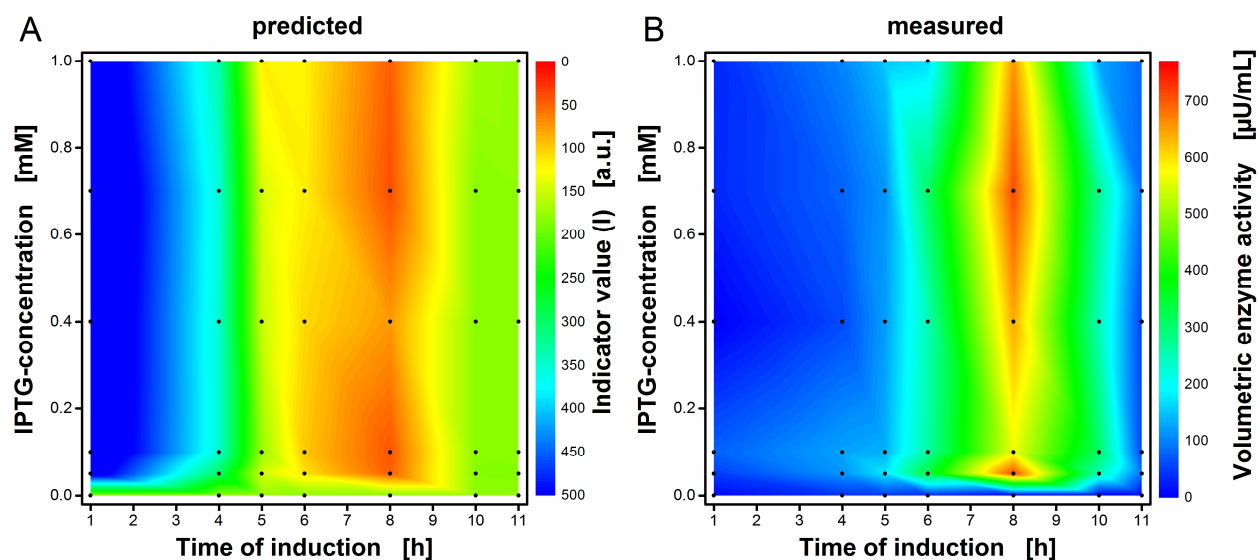 A
predicted
IPTG-concentration [mM]
1.0
0.8
0.6
0.4
0.2
0.0
1 2 3 4 5 6 7 8 9 10 11
Time of induction [h]
0
50
100
150
200
250
300
350
400
450
500
Indicator value (I) [a.u.]
B
measured
IPTG-concentration [mM]
1.0
0.8
0.6
0.4
0.2
0.0
1 2 3 4 5 6 7 8 9 10 11
Time of induction [h]
700
600
500
400
300
200
100
0
Volumetric enzyme activity [µU/mL]